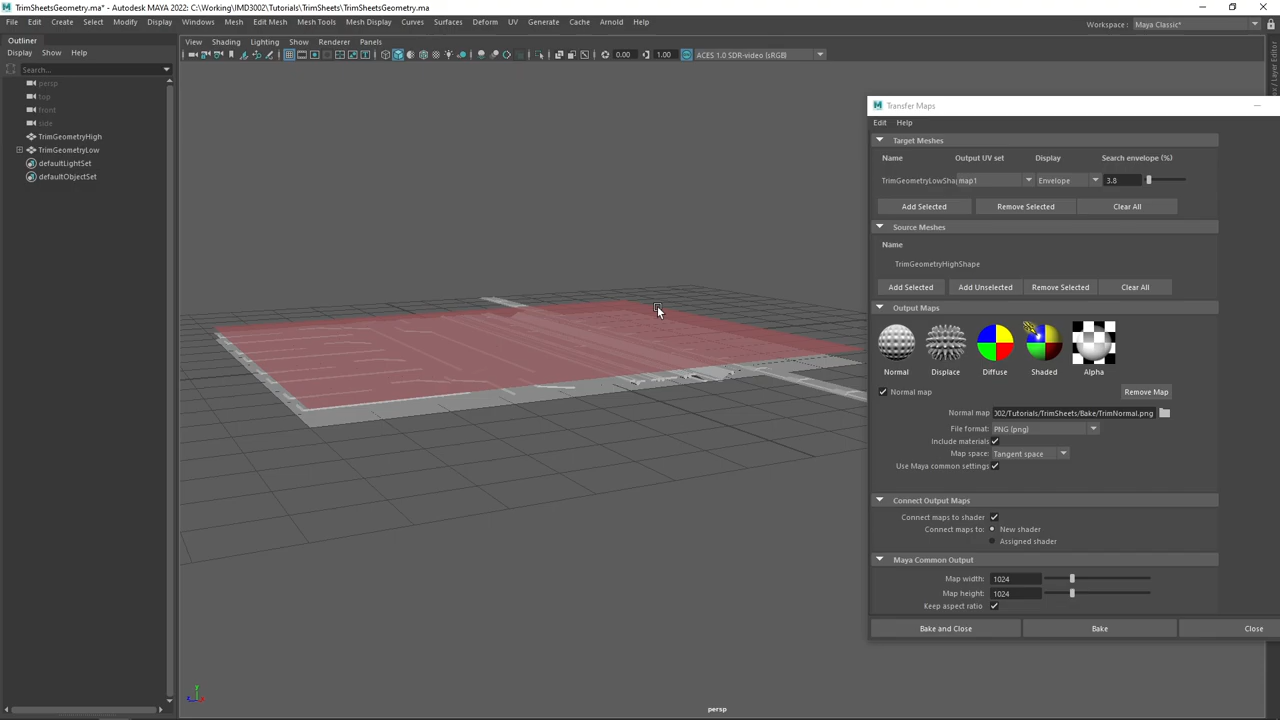 TrimSheetsGeometry.ma* - Autodesk MAYA 2022: C:\Working\IMD3002\Tutorials\TrimSheets\TrimSheetsGeometry.ma
File Edit Create Select Modify Display Windows Mesh Edit Mesh Mesh Tools Mesh Display Curves Surfaces Deform UV Generate Cache Arnold Help
Workspace: Maya Classic*
Outliner
Display Show Help
Search...
persp
top
front
side
TrimGeometryHigh
TrimGeometryLow
defaultLightSet
defaultObjectSet
View Shading Lighting Show Renderer Panels
0.00 1.00 ACES 1.0 SDR-video (sRGB)
persp
Transfer Maps
Edit Help
Target Meshes
Name Output UV set Display Search envelope (%)
TrimGeometryLowSha map1 Envelope 3.8
Add Selected Remove Selected Clear All
Source Meshes
Name
TrimGeometryHighShape
Add Selected Add Unselected Remove Selected Clear All
Output Maps
Normal Displace Diffuse Shaded Alpha
Normal map Remove Map
Normal map 002/Tutorials/TrimSheets/Bake/TrimNormal.png
File format: PNG (png)
Include materials
Map space: Tangent space
Use Maya common settings
Connect Output Maps
Connect maps to shader
Connect maps to: New shader
Assigned shader
Maya Common Output
Map width: 1024
Map height: 1024
Keep aspect ratio
Bake and Close Bake Close